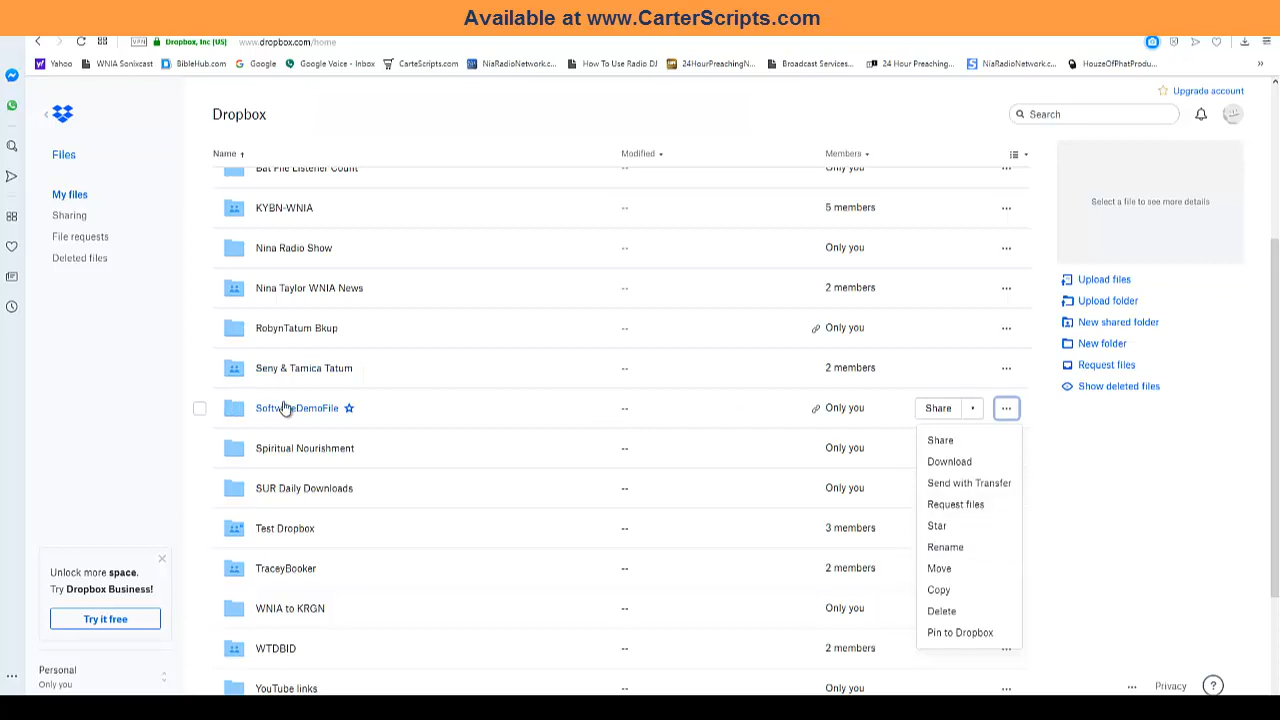 Available at www.CarterScripts.com
VPN Dropbox, Inc [US] www.dropbox.com/home
Yahoo WNIA Sonixcast BibleHub.com Google Google Voice - Inbox CarteScripts.com NiaRadioNetwork.c... How To Use Radio DJ 24HourPreachingN... Broadcast Services... 24 Hour Preaching... NiaRadioNetwork.c... HouzeOfPhatProdu... »
Upgrade account
Dropbox
Search
Files
My files
Sharing
File requests
Deleted files
Name ↑ Modified Members
Bat File Listener Count -- Only you ...
KYBN-WNIA -- 5 members ...
Nina Radio Show -- Only you ...
Nina Taylor WNIA News -- 2 members ...
RobynTatum Bkup -- Only you ...
Seny & Tamica Tatum -- 2 members ...
SoftwareDemoFile -- Only you Share ...
Spiritual Nourishment -- Only you
SUR Daily Downloads -- Only you
Test Dropbox -- 3 members
TraceyBooker -- 2 members
WNIA to KRGN -- Only you
WTDBID -- 2 members ...
YouTube links -- Only you ...
Share
Download
Send with Transfer
Request files
Star
Rename
Move
Copy
Delete
Pin to Dropbox
Select a file to see more details
Upload files
Upload folder
New shared folder
New folder
Request files
Show deleted files
Unlock more space.
Try Dropbox Business!
Try it free
Personal
Only you
... Privacy ?